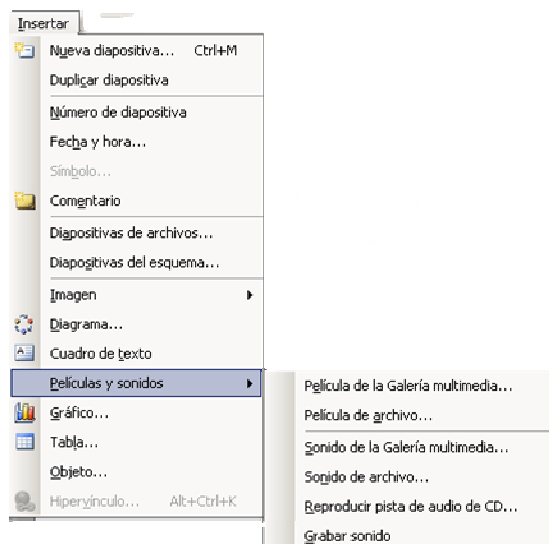 Insertar
Nueva diapositiva... Ctrl+M
Duplicar diapositiva
Número de diapositiva
Fecha y hora...
Símbolo...
Comentario
Diapositivas de archivos...
Diapositivas del esquema...
Imagen
Diagrama...
Cuadro de texto
Películas y sonidos
Gráfico...
Tabla...
Objeto...
Hipervínculo... Alt+Ctrl+K
Película de la Galería multimedia...
Película de archivo...
Sonido de la Galería multimedia...
Sonido de archivo...
Reproducir pista de audio de CD...
Grabar sonido